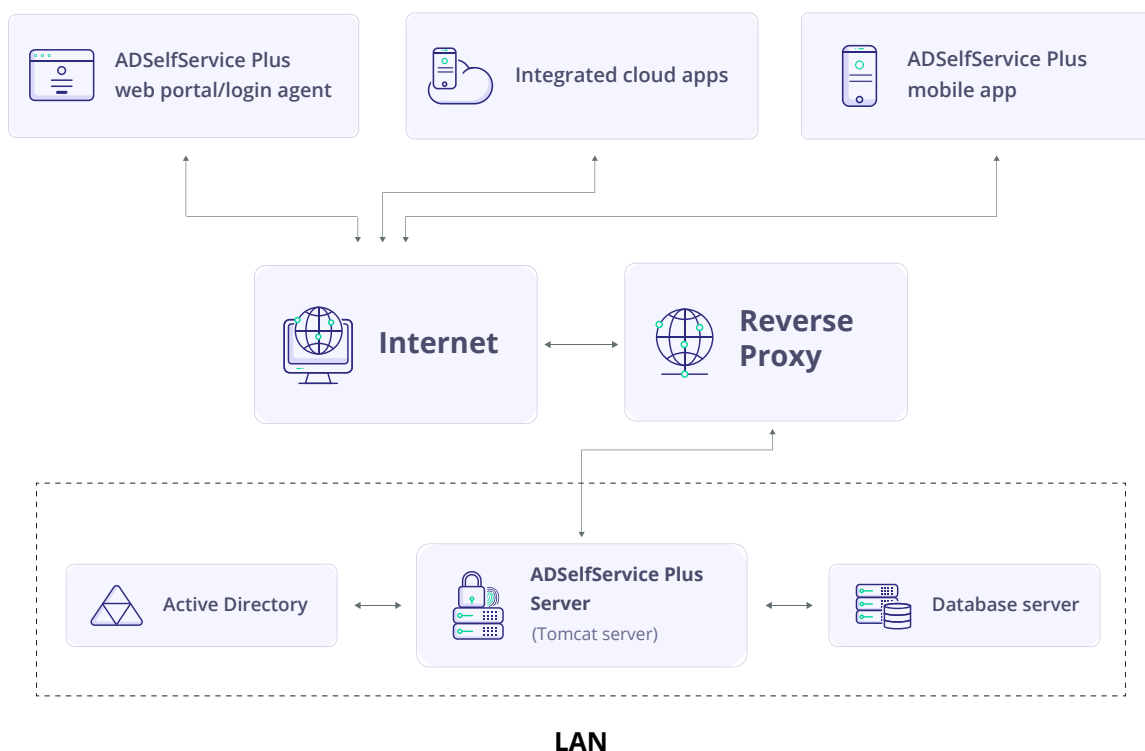 ADSelfService Plus
web portal/login agent
Integrated cloud apps
ADSelfService Plus
mobile app
Internet
Reverse
Proxy
Active Directory
ADSelfService Plus
Server
(Tomcat server)
Database server
LAN